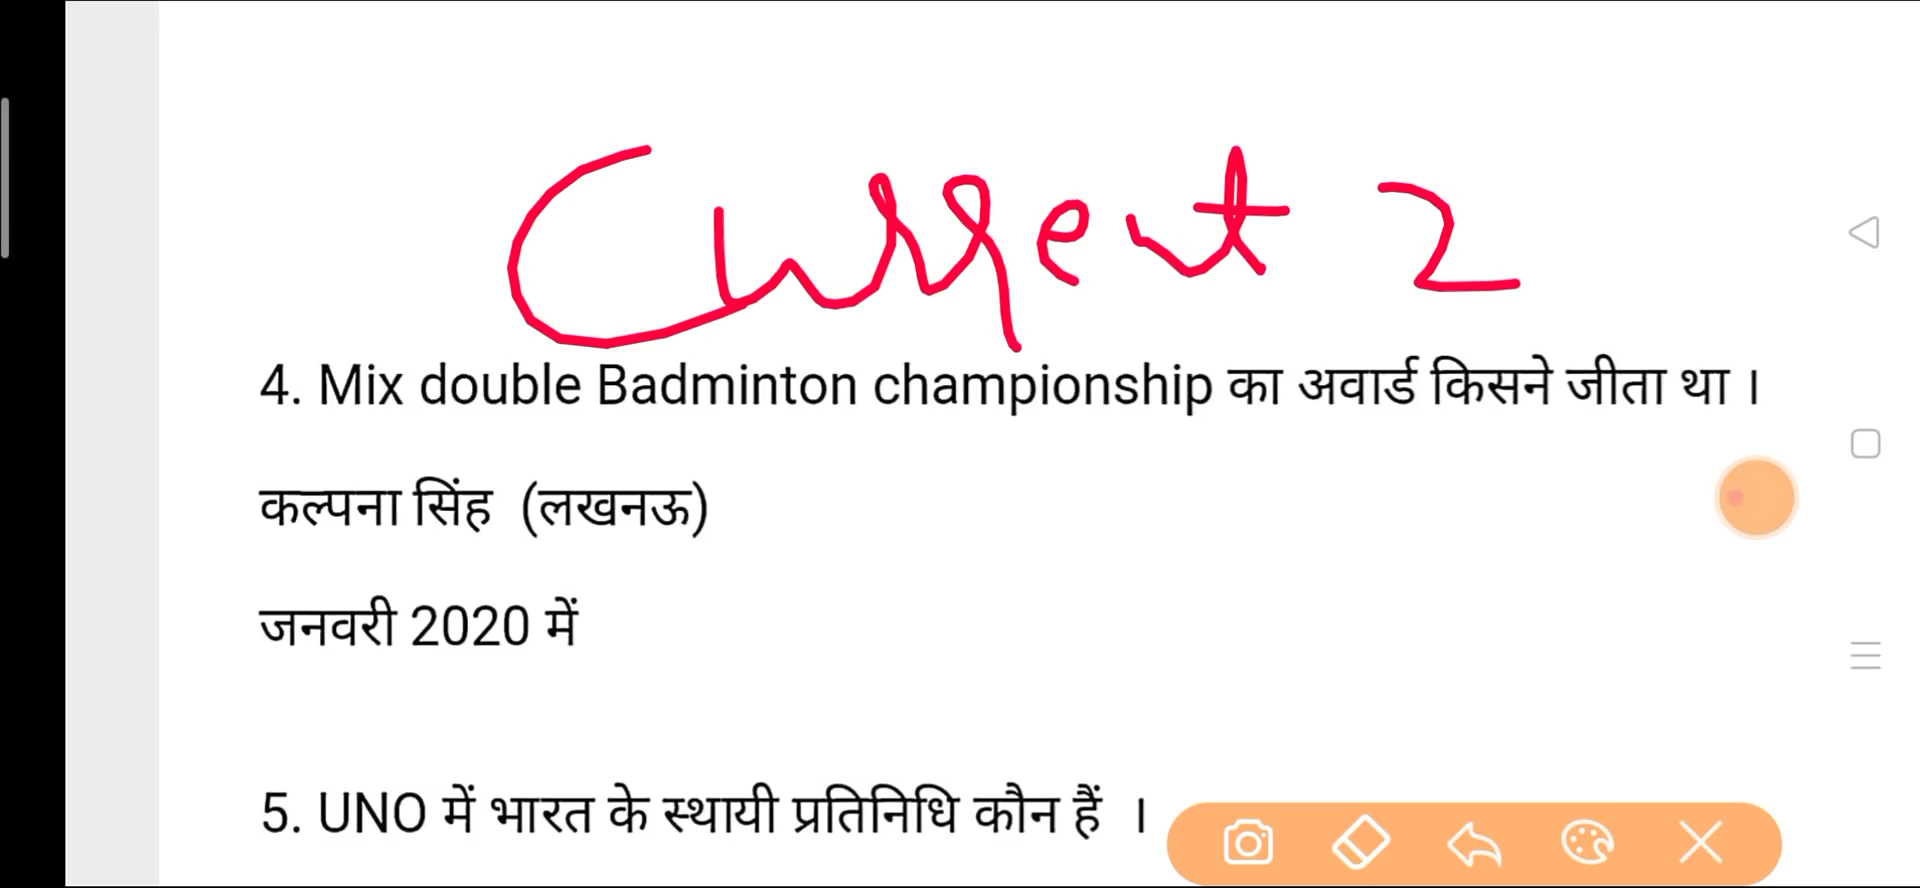 Current 2
4. Mix double Badminton championship का अवार्ड किसने जीता था ।
कल्पना सिंह (लखनऊ)
जनवरी 2020 में
5. UNO में भारत के स्थायी प्रतिनिधि कौन हैं ।